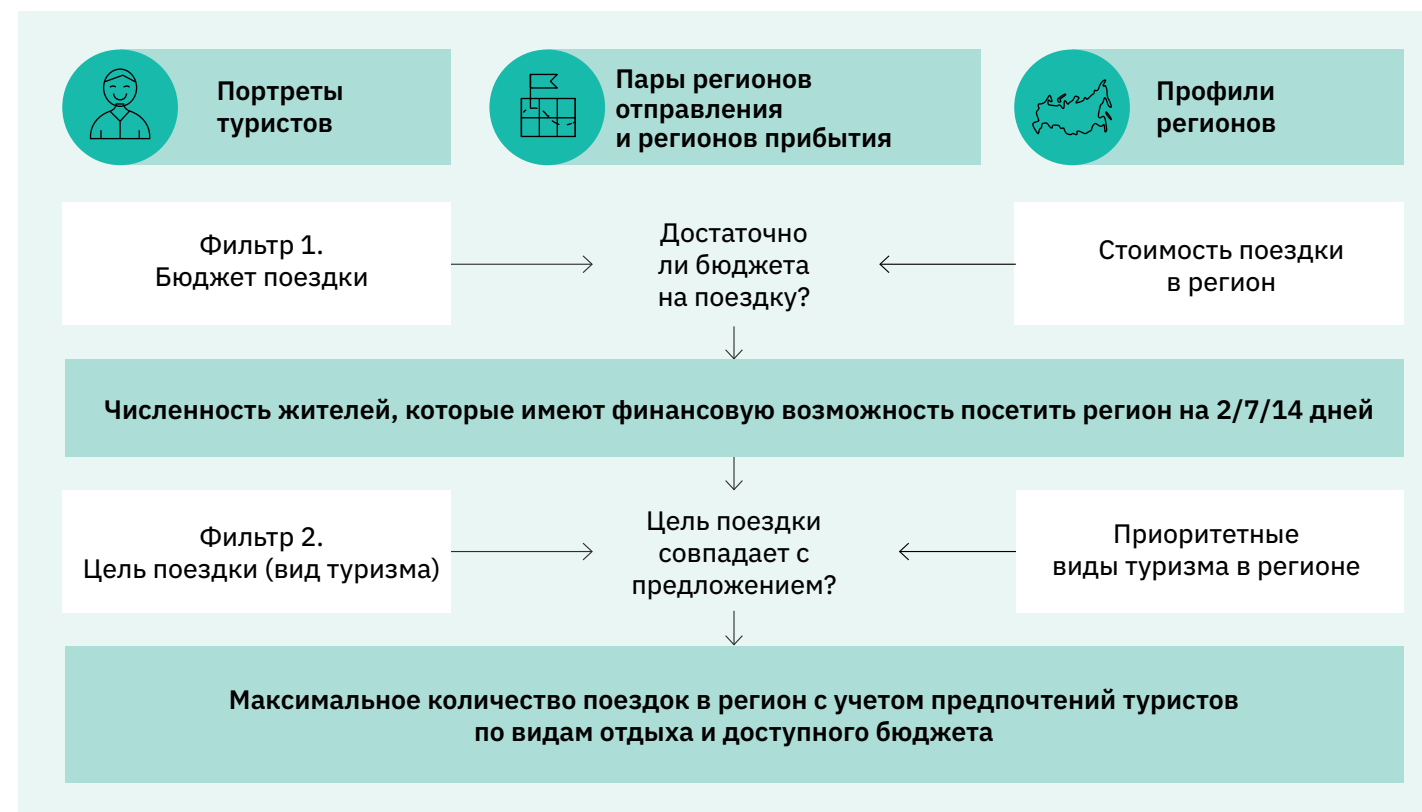 Портреты
туристов
Пары регионов
отправления
и регионов прибытия
Профили
регионов
Фильтр 1.
Бюджет поездки
Достаточно
ли бюджета
на поездку?
Стоимость поездки
в регион
Численность жителей, которые имеют финансовую возможность посетить регион на 2/7/14 дней
Фильтр 2.
Цель поездки (вид туризма)
Цель поездки
совпадает с
предложением?
Приоритетные
виды туризма в регионе
Максимальное количество поездок в регион с учетом предпочтений туристов
по видам отдыха и доступного бюджета